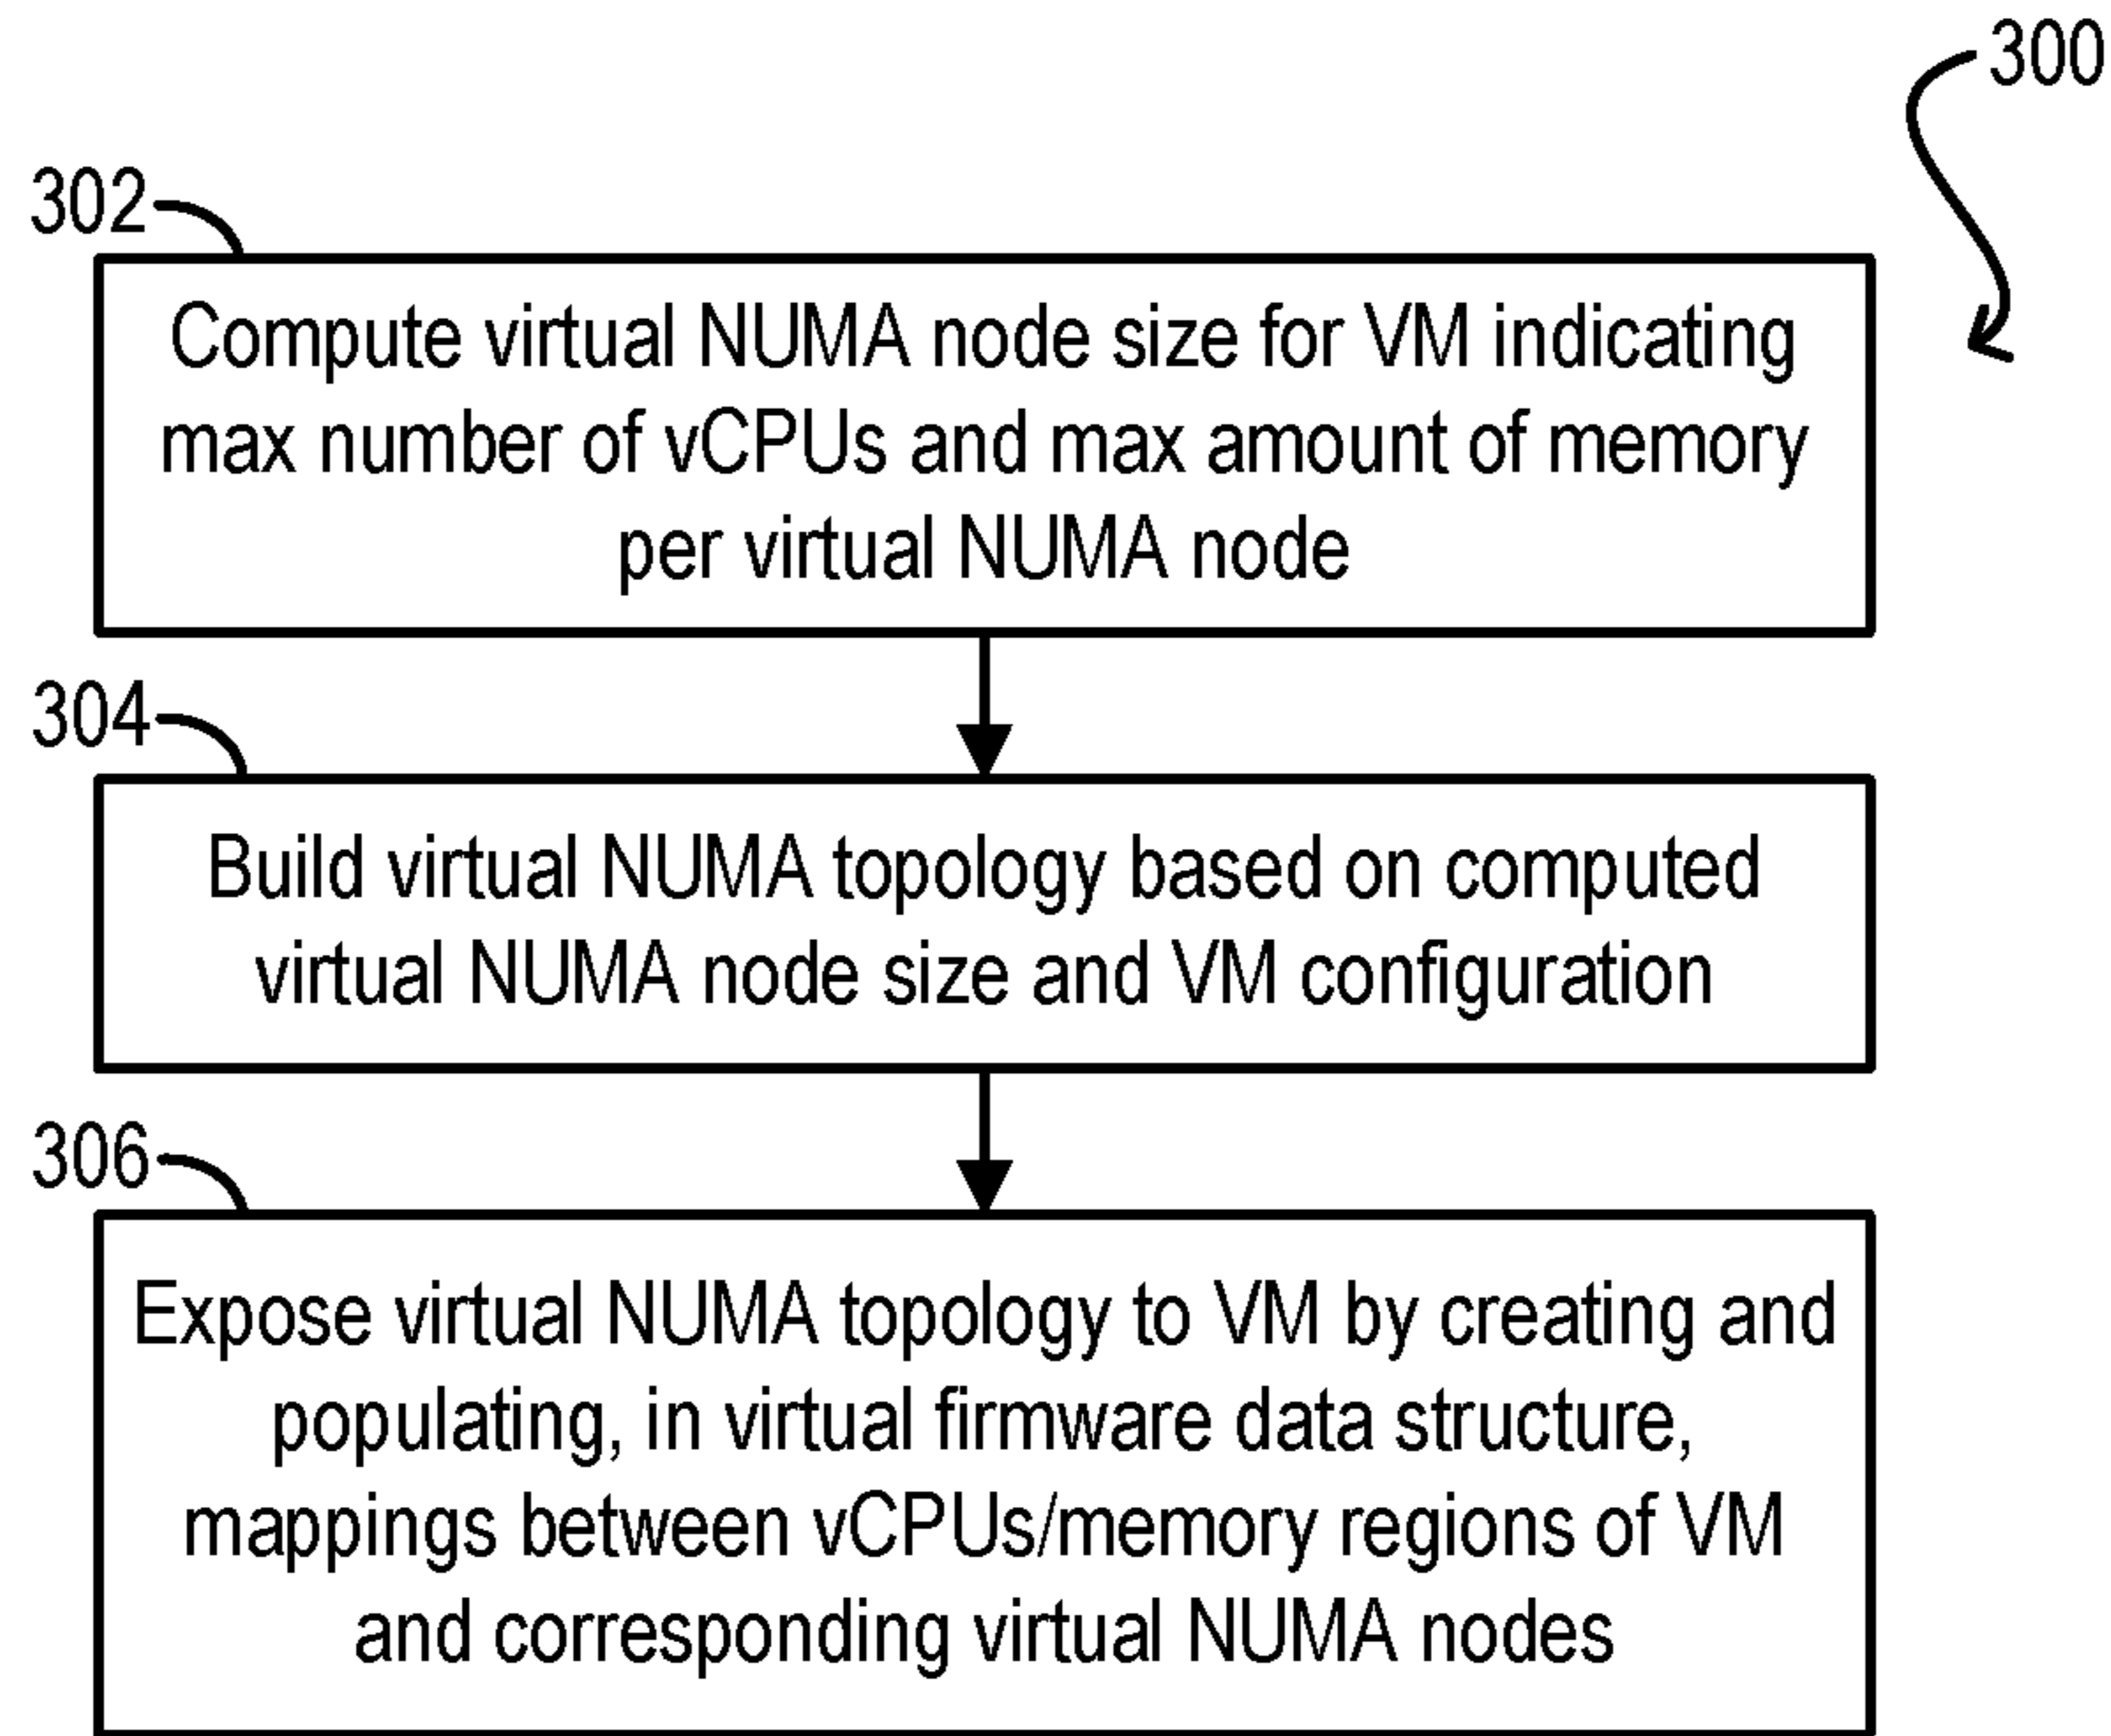 300
302
Compute virtual NUMA node size for VM indicating
max number of vCPUs and max amount of memory
per virtual NUMA node
304
Build virtual NUMA topology based on computed
virtual NUMA node size and VM configuration
306
Expose virtual NUMA topology to VM by creating and
populating, in virtual firmware data structure,
mappings between vCPUs/memory regions of VM
and corresponding virtual NUMA nodes